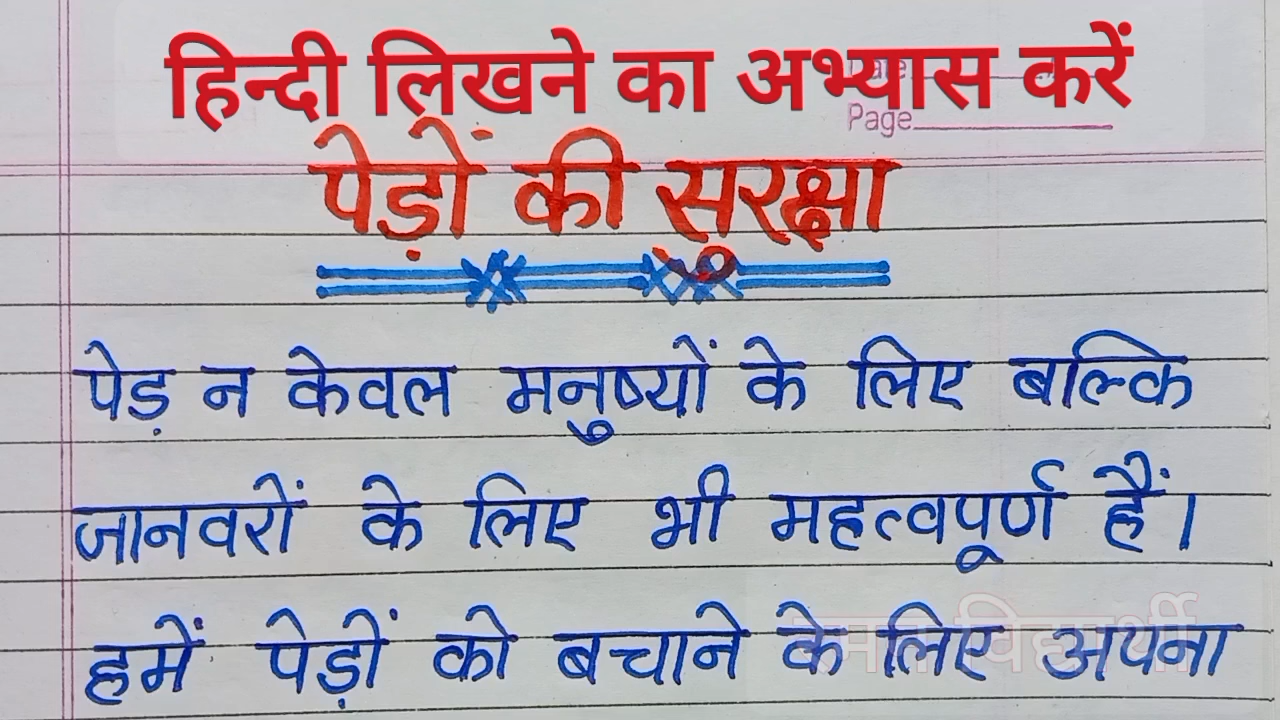 हिन्दी लिखने का अभ्यास करें
Page
पेड़ों की सुरक्षा
पेड़ न केवल मनुष्यों के लिए बल्कि
जानवरों के लिए भी महत्वपूर्ण हैं।
हमें पेड़ों को बचाने के लिए अपना
विद्यार्थी